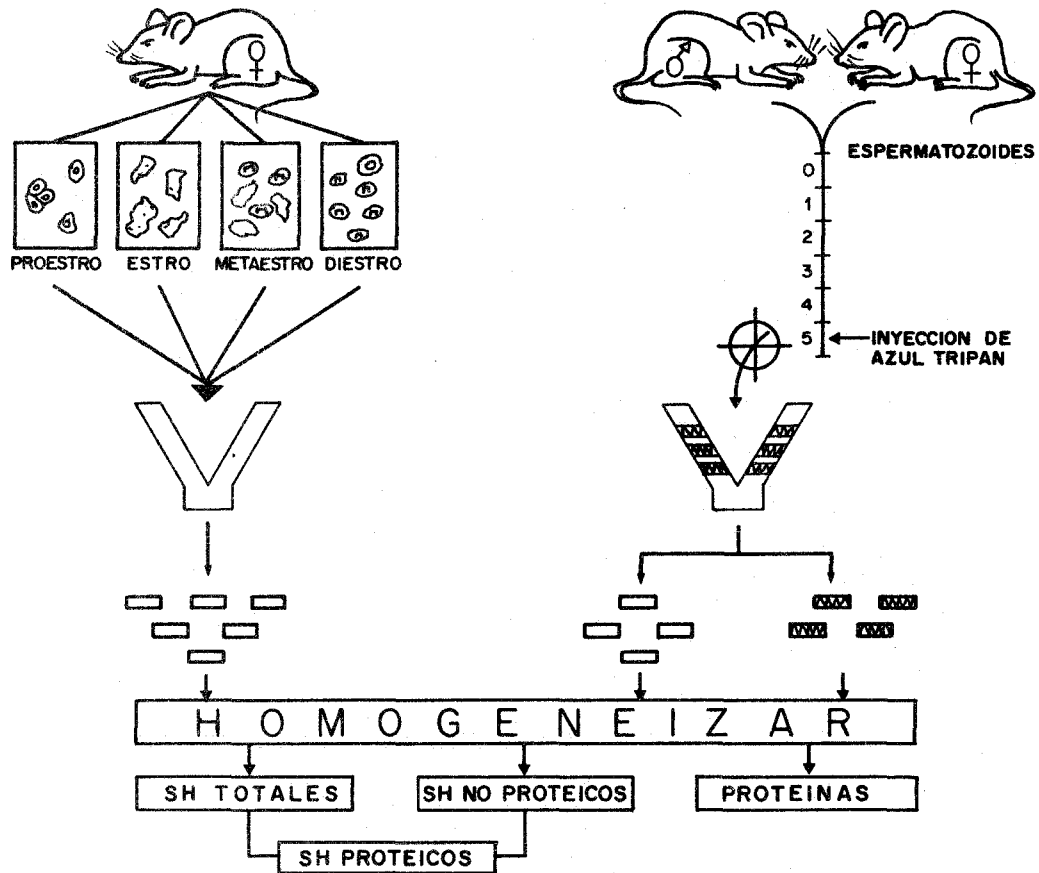 ESPERMATOZOIDES
0
1
2
3
4
5
INYECCION DE
AZUL TRIPAN
PROESTRO ESTRO METAESTRO DIESTRO
HOMOGENEIZAR
SH TOTALES
SH NO PROTEICOS
PROTEINAS
SH PROTEICOS